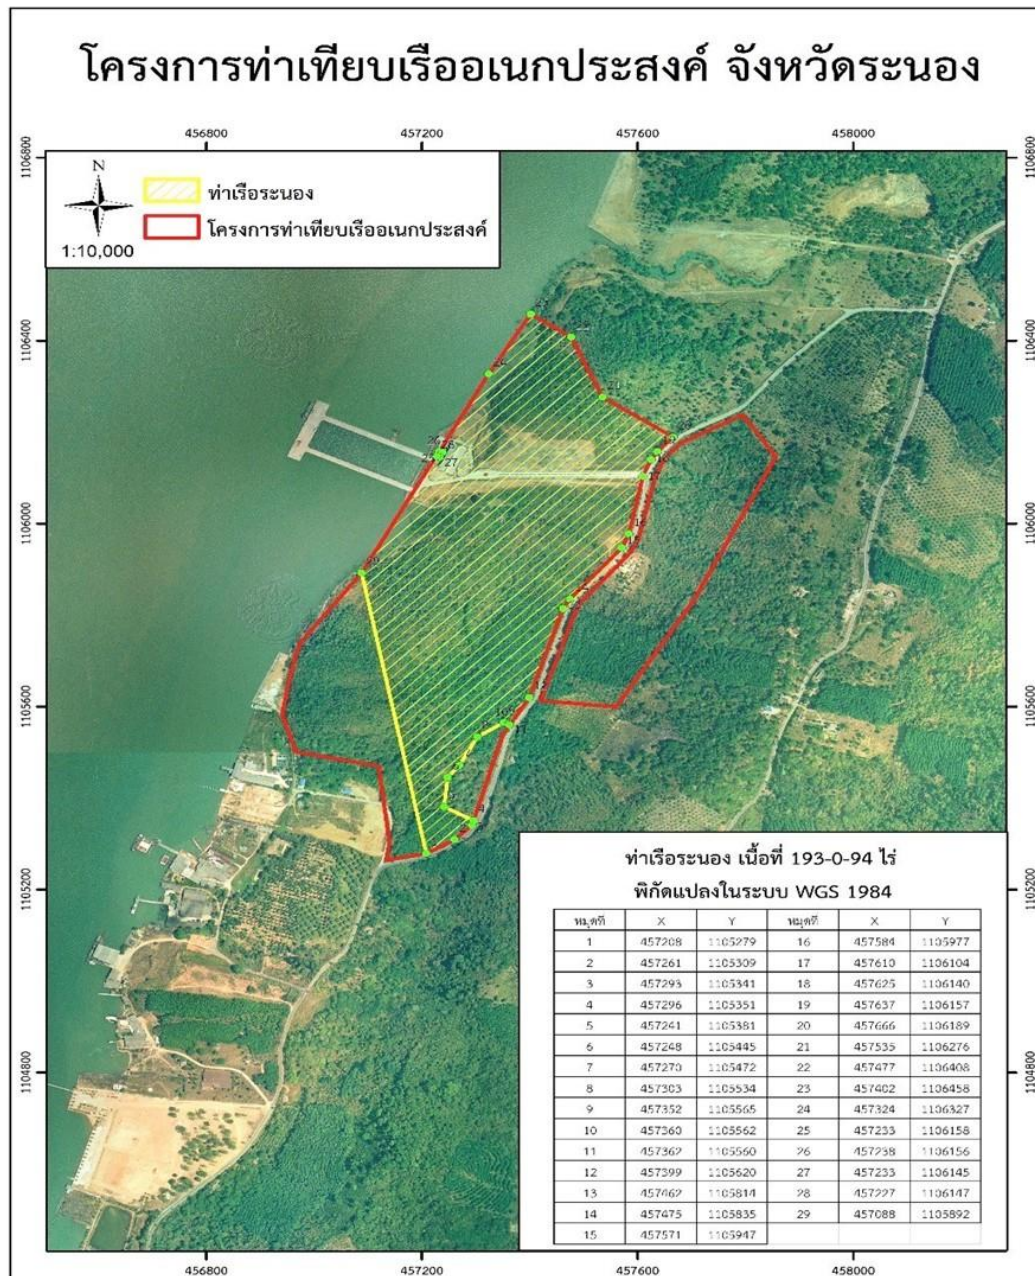 โครงการท่าเทียบเรืออเนกประสงค์ จังหวัดระนอง
456800 457200 457600 458000
1106800 1106800
N
ท่าเรือระนอง
โครงการท่าเทียบเรืออเนกประสงค์
1:10,000
1106400 1106400
1106000 1106000
1105600 1105600
1105200 1105200
1104800 1104800
ท่าเรือระนอง เนื้อที่ 193-0-94 ไร่
พิกัดแปลงในระบบ WGS 1984
หมุดที่ X Y หมุดที่ X Y
1 457208 1105279 16 457584 1105977
2 457261 1105309 17 457610 1106104
3 457293 1105341 18 457625 1106140
4 457296 1105351 19 457637 1106157
5 457241 1105381 20 457666 1106189
6 457248 1105445 21 457535 1106276
7 457270 1105472 22 457477 1106408
8 457303 1105534 23 457402 1106458
9 457352 1105565 24 457324 1106327
10 457360 1105562 25 457233 1106158
11 457362 1105560 26 457238 1106156
12 457399 1105620 27 457233 1106145
13 457462 1105814 28 457227 1106147
14 457475 1105835 29 457088 1105892
15 457571 1105947
456800 457200 457600 458000